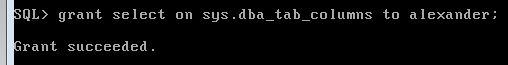 SQL> grant select on sys.dba_tab_columns to alexander;
Grant succeeded.